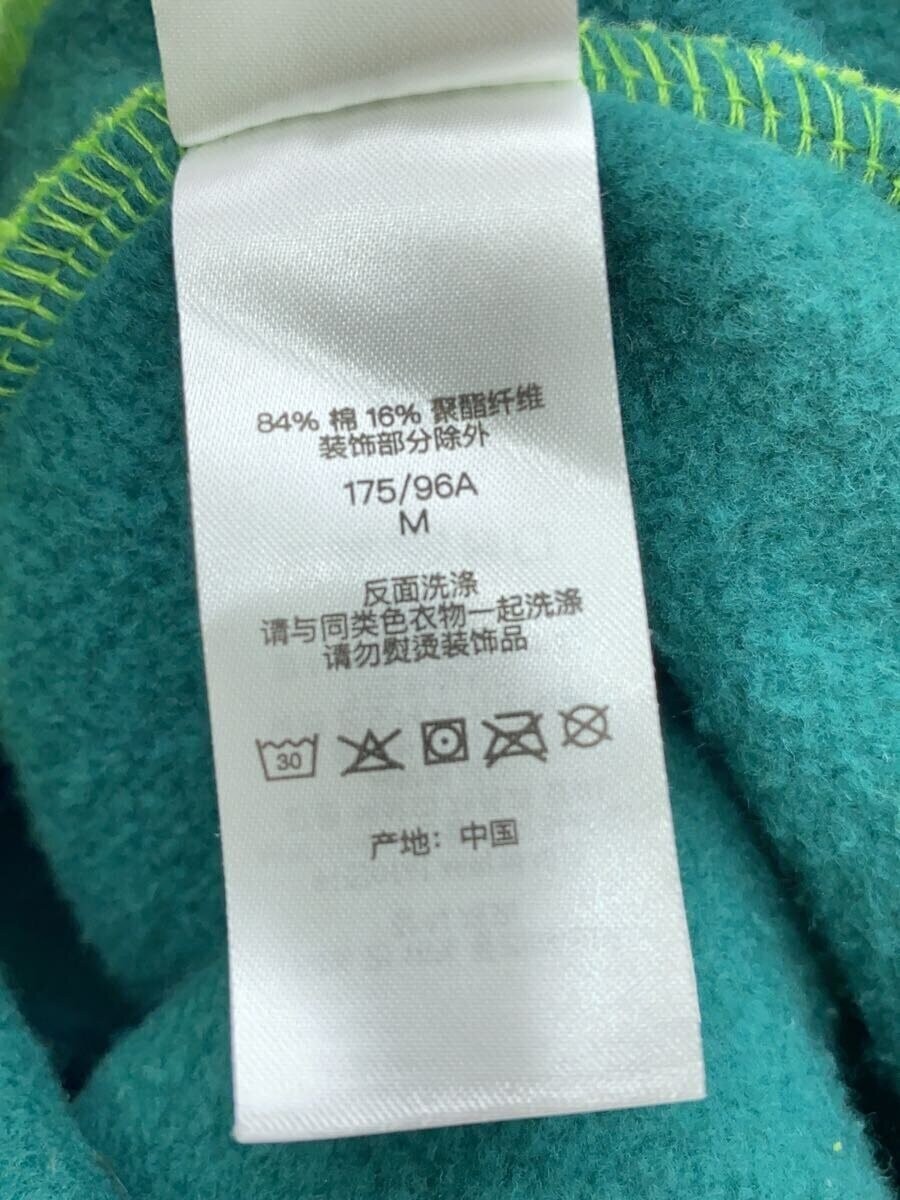 84% 棉 16% 聚酯纤维
装饰部分除外
175/96A
M
反面洗涤
请与同类色衣物一起洗涤
请勿熨烫装饰品
30
产地：中国